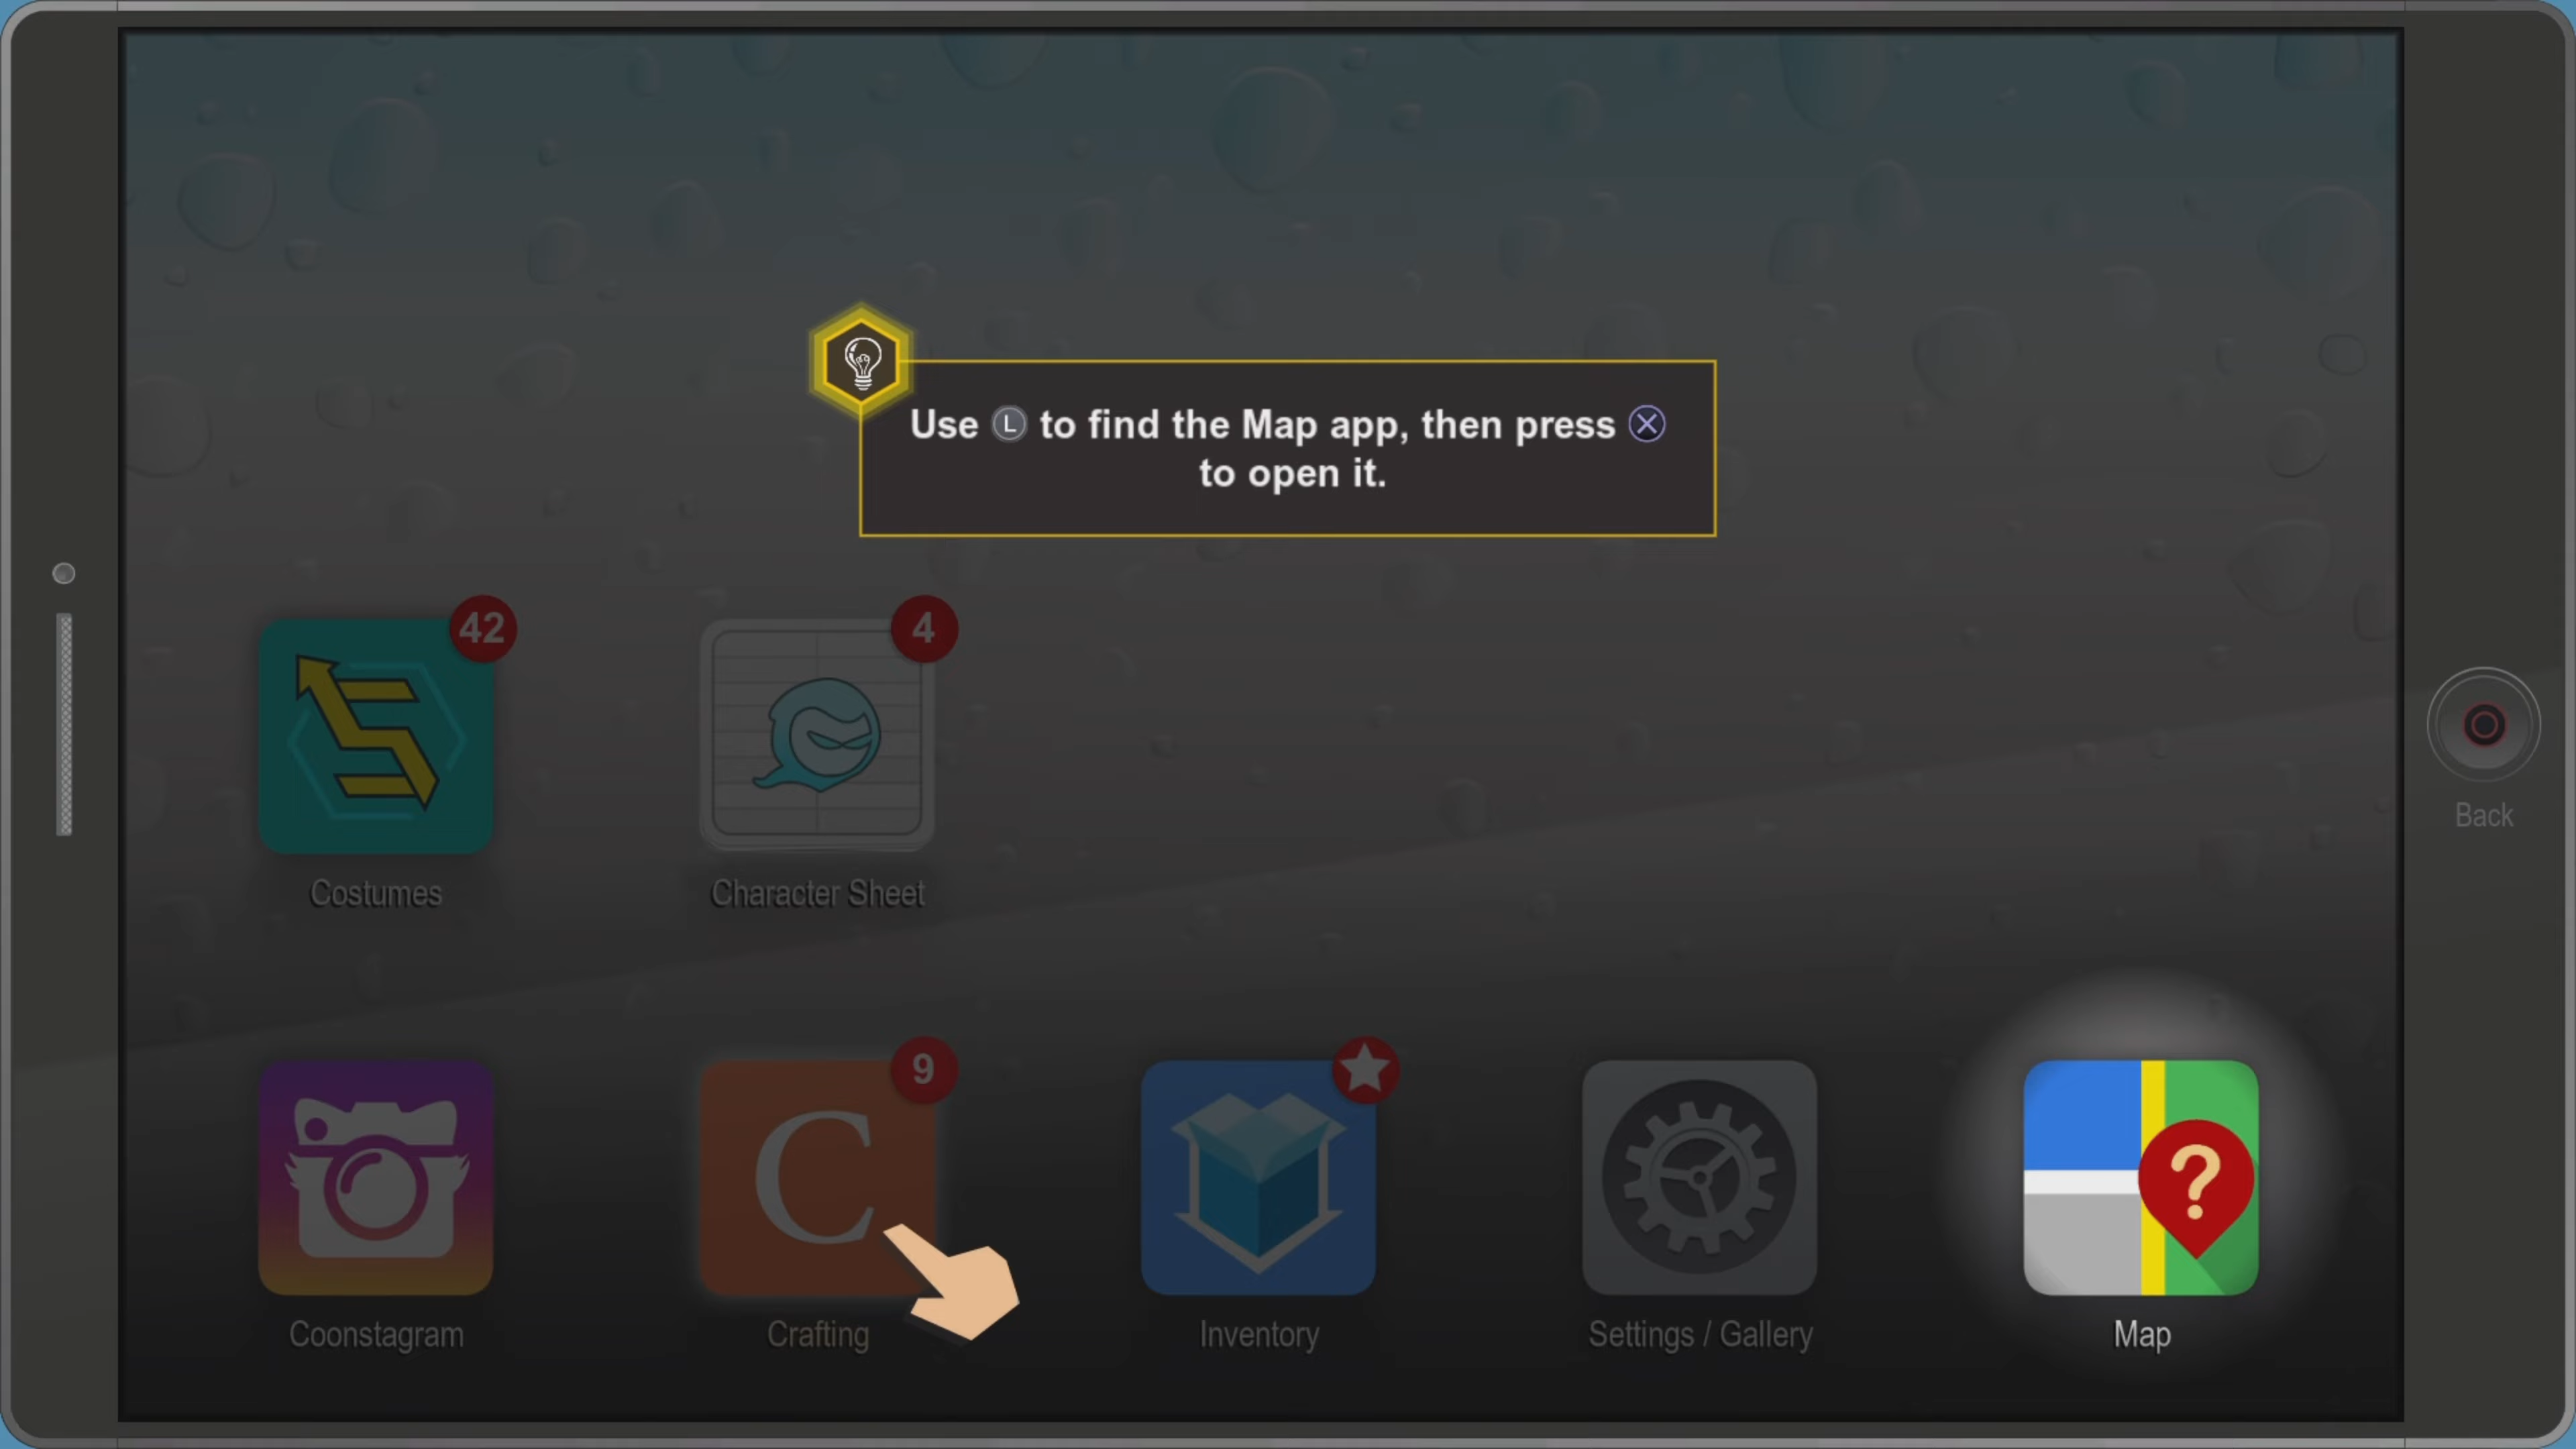 Use L to find the Map app, then press
to open it.
42
4
Costumes
Character Sheet
Back
9
C
?
Coonstagram
Crafting
Inventory
Settings / Gallery
Map